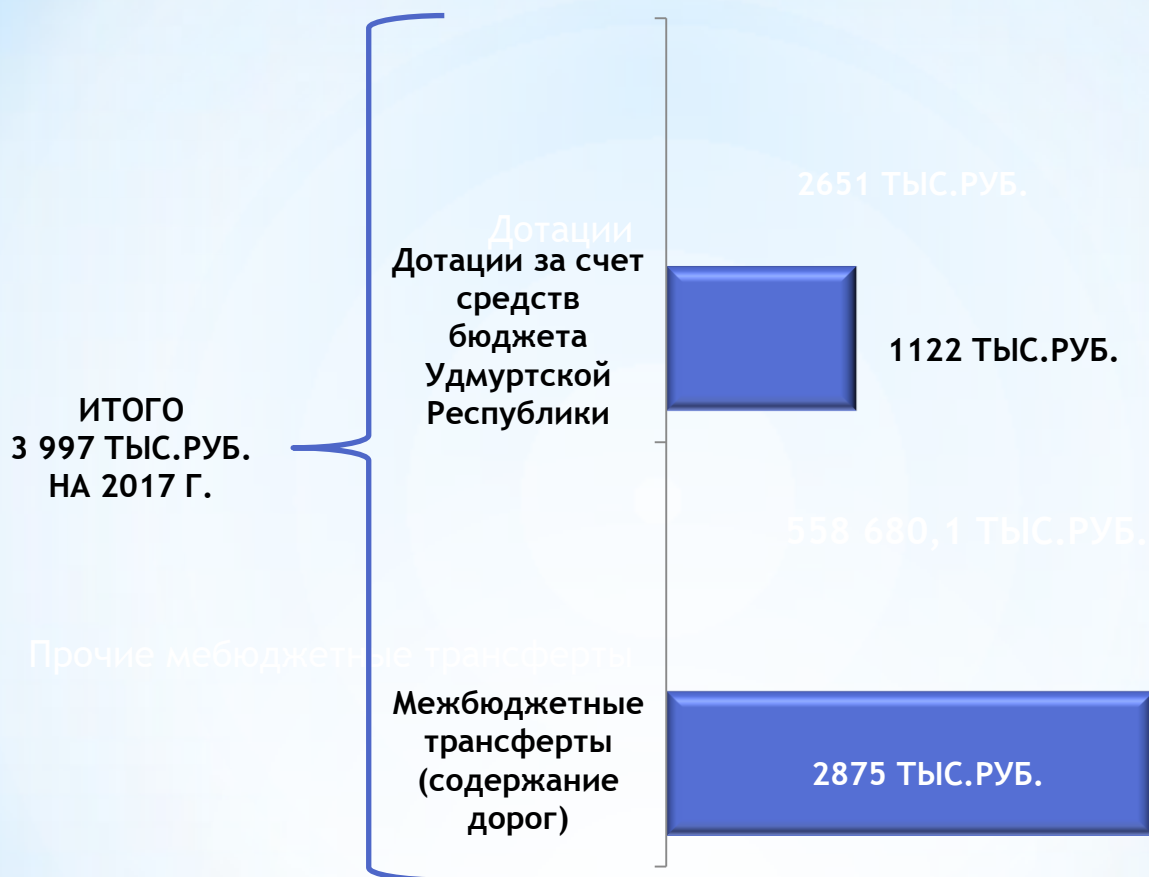 2651 ТЫС.РУБ.
Дотации
Дотации за счет
средств
бюджета
Удмуртской
Республики
1122 ТЫС.РУБ.
ИТОГО
3 997 ТЫС.РУБ.
НА 2017 Г.
558 680,1 ТЫС.РУБ.
Прочие мебюджетные трансферты
Межбюджетные
трансферты
(содержание
дорог)
2875 ТЫС.РУБ.